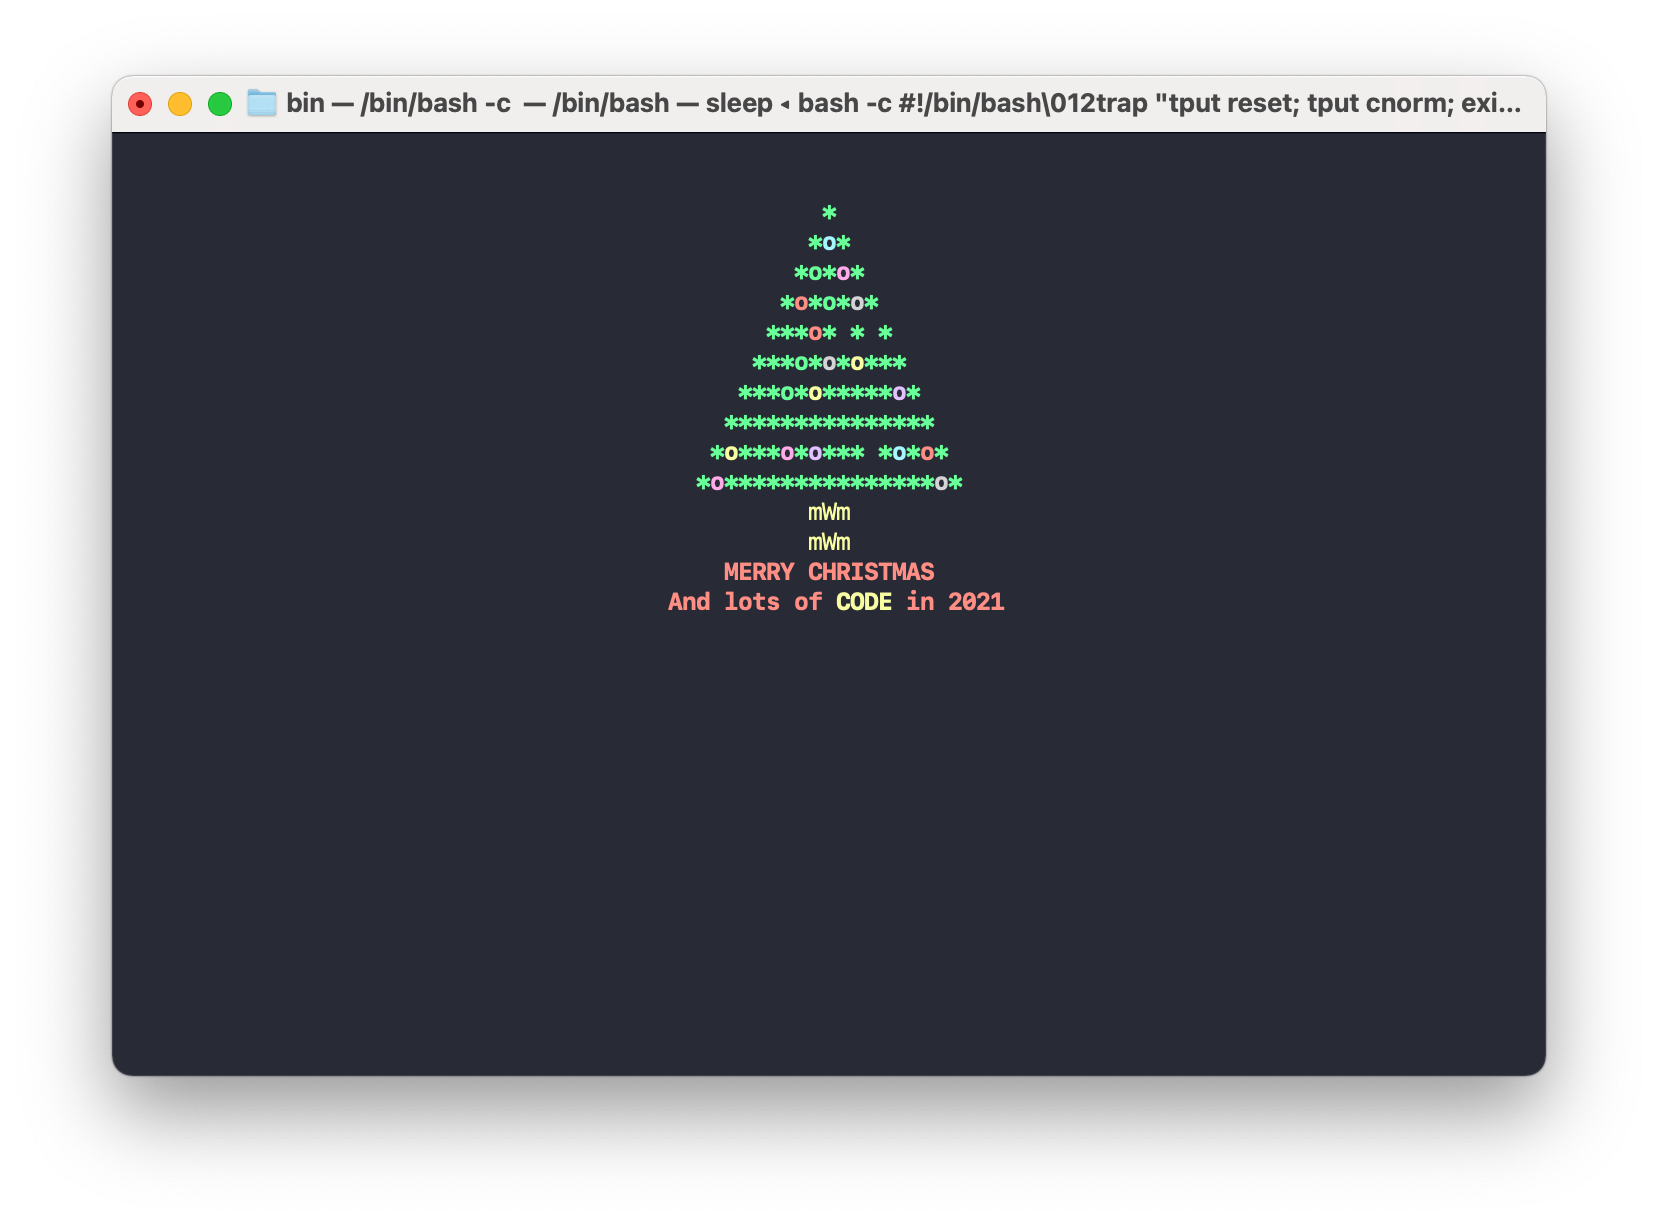 bin — /bin/bash -c — /bin/bash — sleep ◂ bash -c #!/bin/bash\012trap "tput reset; tput cnorm; exi...
*
*o*
*o*o*
*o*o*o*
***o* * *
***o*o*o***
***o*o*****o*
***************
*o***o*o*** *o*o*
*o***************o*
mWm
mWm
MERRY CHRISTMAS
And lots of CODE in 2021